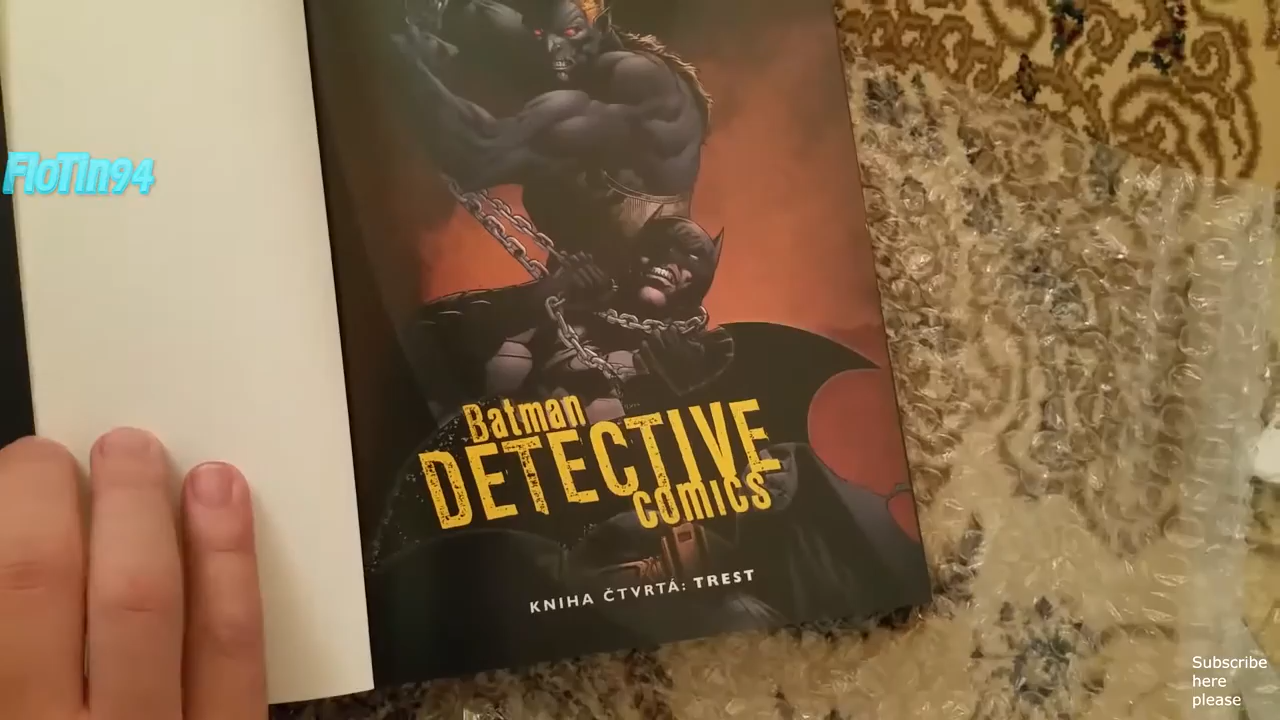 FloTin94
Batman
DETECTIVE
COMICS
KNIHA ČTVRTÁ: TREST
Subscribe
here
please